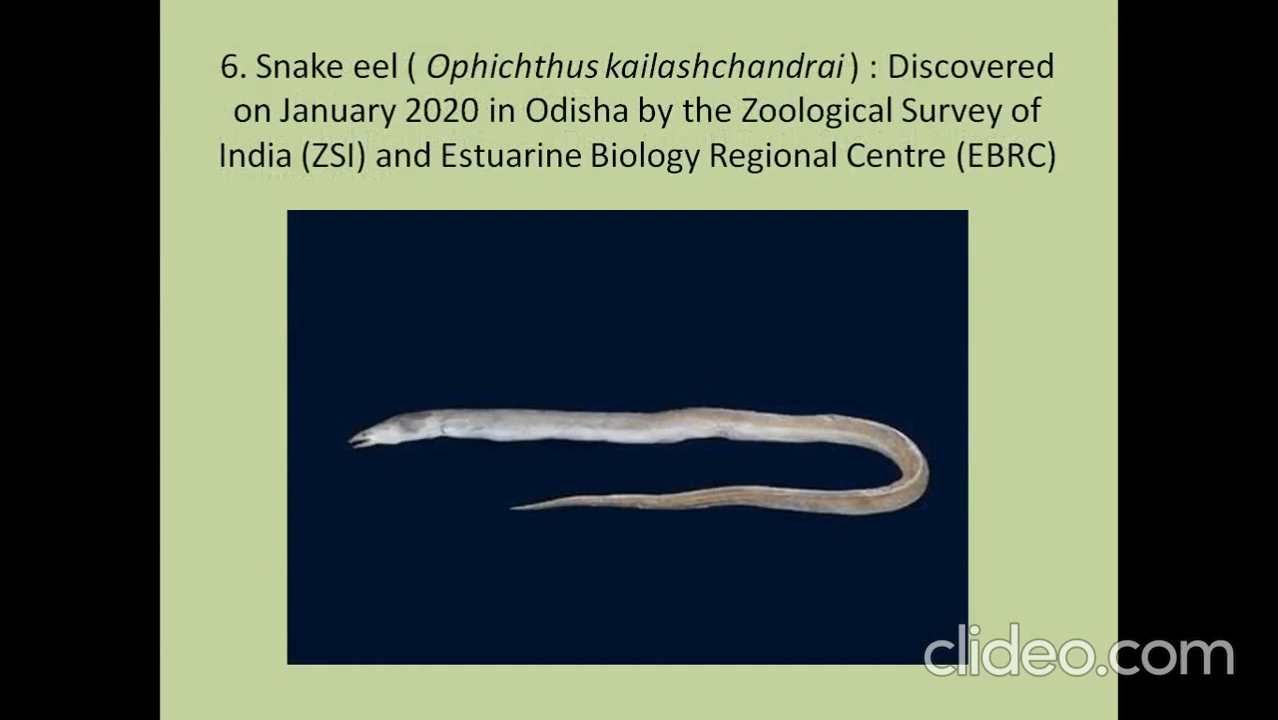 6. Snake eel ( Ophichthus kailashchandrai ) : Discovered
on January 2020 in Odisha by the Zoological Survey of
India (ZSI) and Estuarine Biology Regional Centre (EBRC)
clideo.com